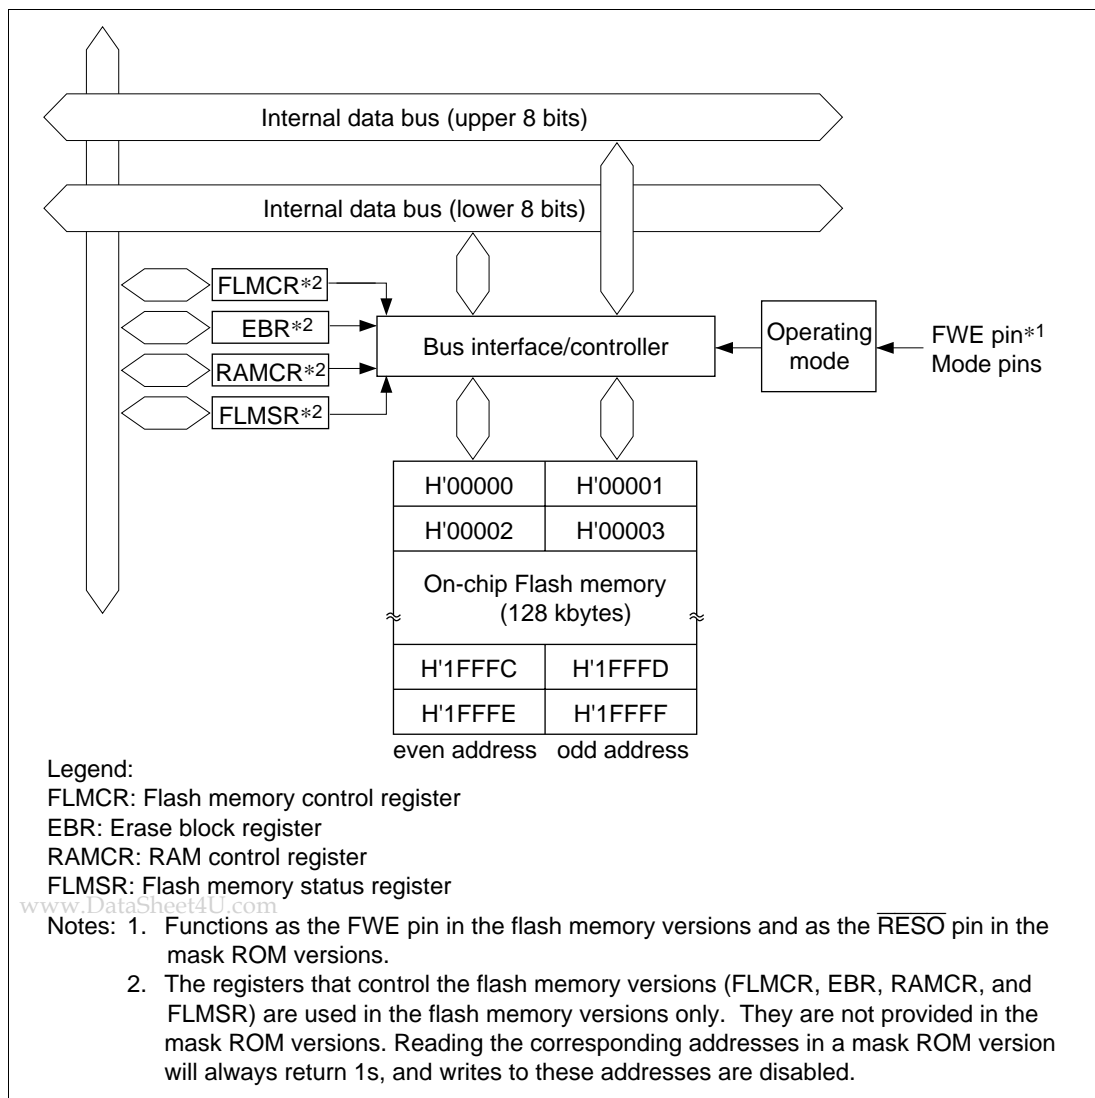 Internal data bus (upper 8 bits)
Internal data bus (lower 8 bits)
FLMCR*2
EBR*2
RAMCR*2
FLMSR*2
Bus interface/controller
Operating
mode
FWE pin*1
Mode pins
H'00000 H'00001
H'00002 H'00003
On-chip Flash memory
(128 kbytes)
H'1FFFC H'1FFFD
H'1FFFE H'1FFFF
even address odd address
Legend:
FLMCR: Flash memory control register
EBR: Erase block register
RAMCR: RAM control register
FLMSR: Flash memory status register
www.DataSheet4U.com
Notes: 1. Functions as the FWE pin in the flash memory versions and as the R̅E̅S̅O̅ pin in the
mask ROM versions.
2. The registers that control the flash memory versions (FLMCR, EBR, RAMCR, and
FLMSR) are used in the flash memory versions only. They are not provided in the
mask ROM versions. Reading the corresponding addresses in a mask ROM version
will always return 1s, and writes to these addresses are disabled.